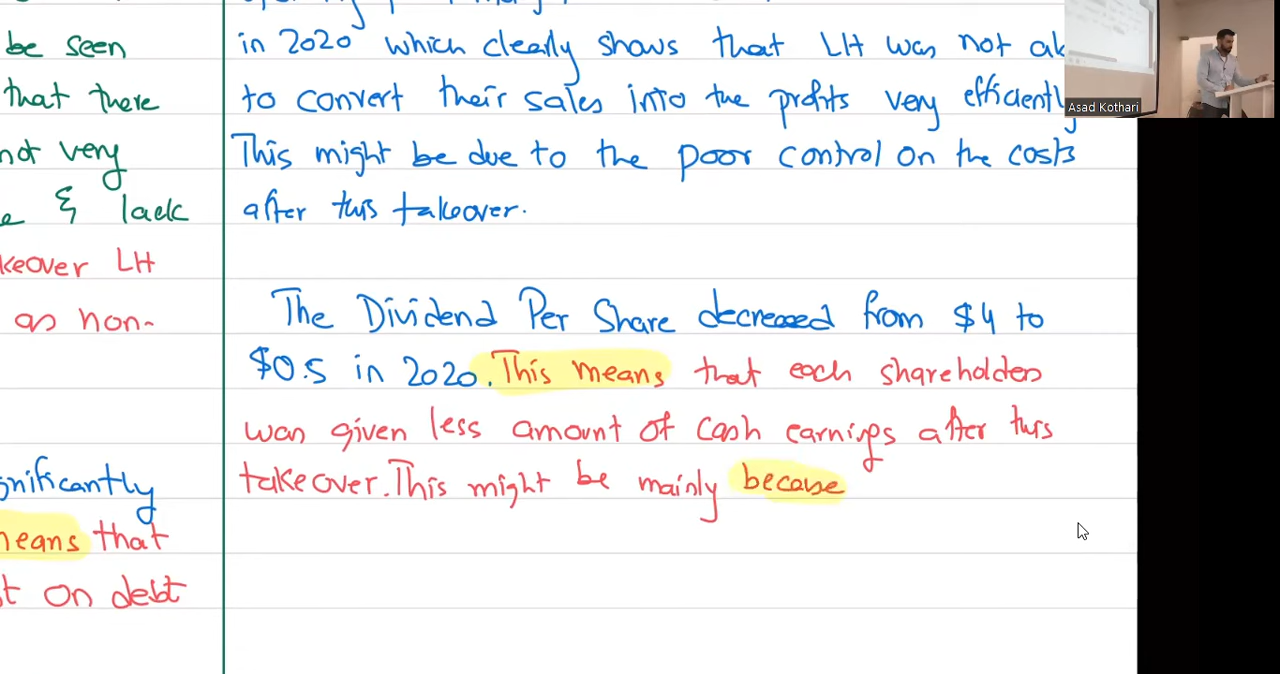 be seen
that there
not very
& lack
keover LH
as non-
gnificantly
means that
t on debt
in 2020 which clearly shows that LH was not
to convert their sales into the profits very efficiently
This might be due to the poor control on the costs
after this takeover.
The Dividend Per Share decreased from $4 to
$0.5 in 2020. This means that each shareholder
was given less amount of cash earnings after this
takeover. This might be mainly because
Asad Kothari